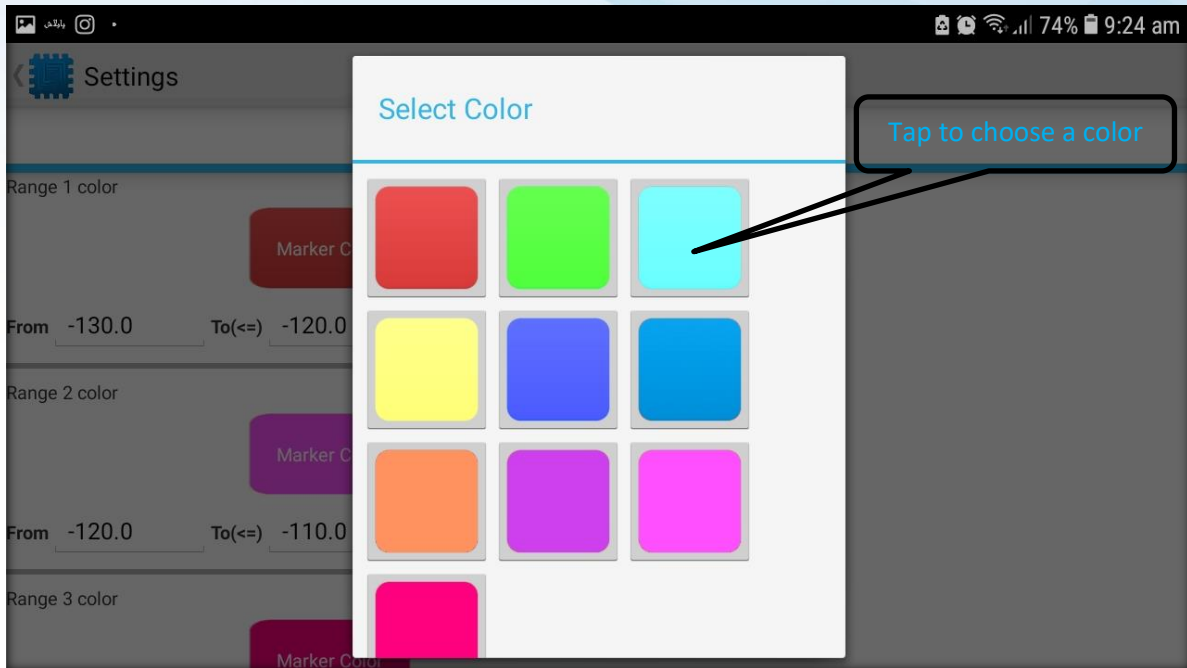 74% 9:24 am
Settings
Select Color
Tap to choose a color
Range 1 color
Marker C
From -130.0 To(<=) -120.0
Range 2 color
Marker C
From -120.0 To(<=) -110.0
Range 3 color
Marker Color